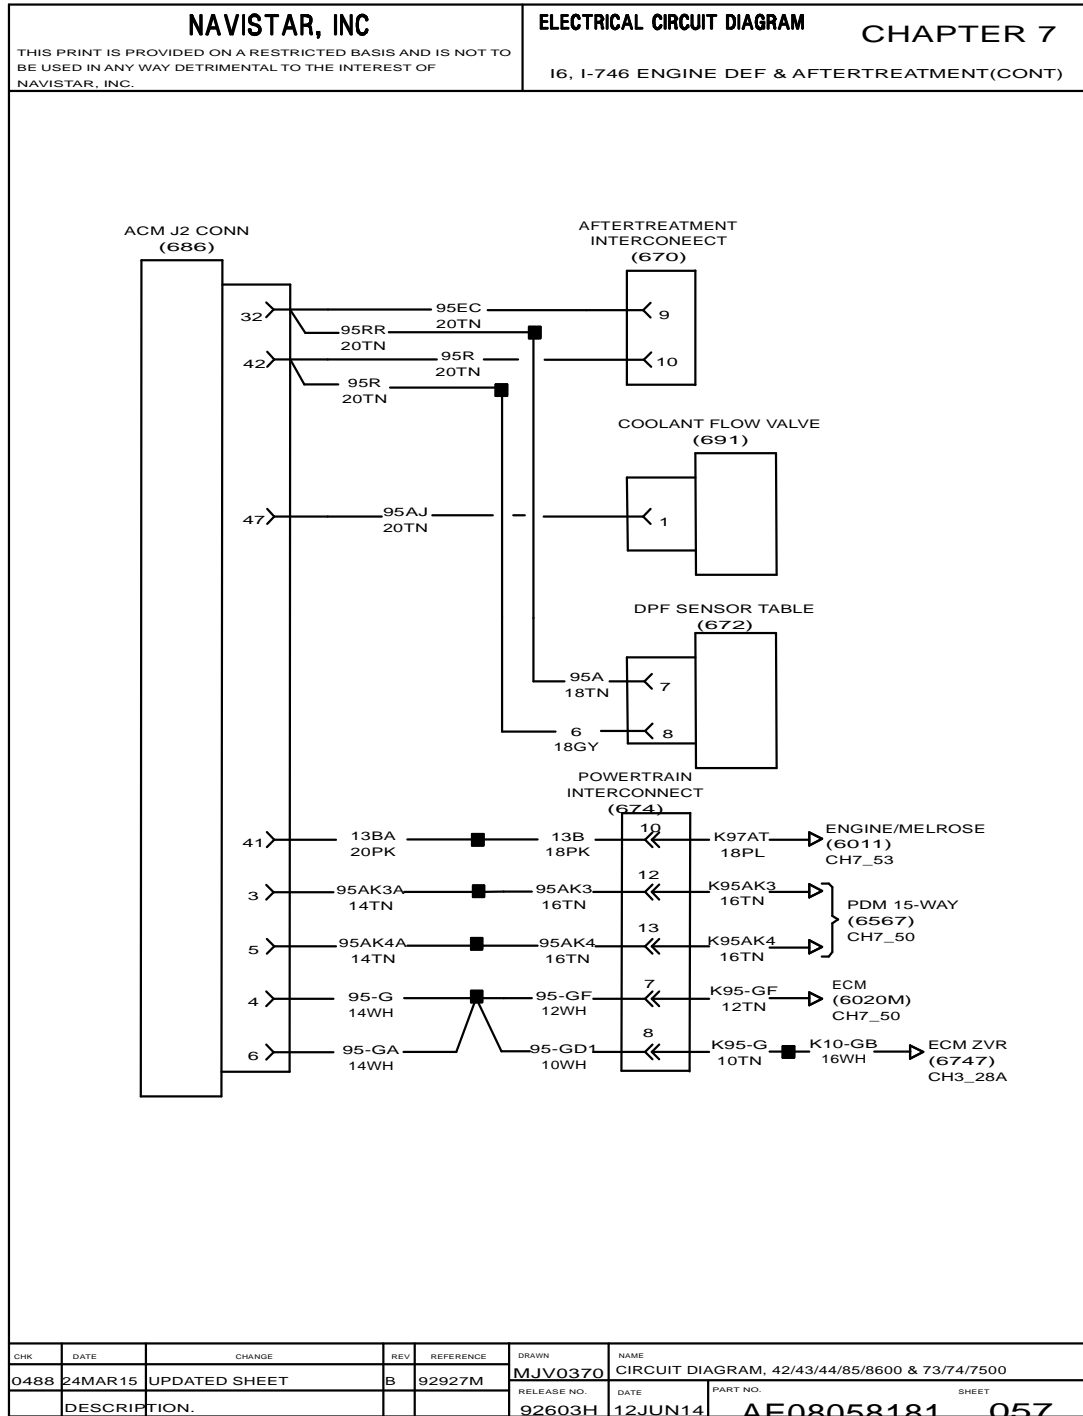 NAVISTAR, INC
THIS PRINT IS PROVIDED ON A RESTRICTED BASIS AND IS NOT TO
BE USED IN ANY WAY DETRIMENTAL TO THE INTEREST OF
NAVISTAR, INC.
ELECTRICAL CIRCUIT DIAGRAM
CHAPTER 7
I6, I-746 ENGINE DEF & AFTERTREATMENT(CONT)
ACM J2 CONN
(686)
AFTERTREATMENT
INTERCONEECT
(670)
32
95EC
20TN
9
95RR
20TN
42
95R
20TN
10
95R
20TN
COOLANT FLOW VALVE
(691)
47
95AJ
20TN
1
DPF SENSOR TABLE
(672)
95A
18TN
7
6
18GY
8
POWERTRAIN
INTERCONNECT
(674)
41
13BA
20PK
13B
18PK
10
K97AT
18PL
ENGINE/MELROSE
(6011)
CH7_53
3
95AK3A
14TN
95AK3
16TN
12
K95AK3
16TN
5
95AK4A
14TN
95AK4
16TN
13
K95AK4
16TN
PDM 15-WAY
(6567)
CH7_50
4
95-G
14WH
95-GF
12WH
7
K95-GF
12TN
ECM
(6020M)
CH7_50
6
95-GA
14WH
95-GD1
10WH
8
K95-G
10TN
K10-GB
16WH
ECM ZVR
(6747)
CH3_28A
CHK DATE CHANGE REV REFERENCE
0488 24MAR15 UPDATED SHEET B 92927M
DESCRIPTION.
DRAWN
MJV0370
NAME
CIRCUIT DIAGRAM, 42/43/44/85/8600 & 73/74/7500
RELEASE NO.
92603H
DATE
12JUN14
PART NO.
AE08058181
SHEET
057